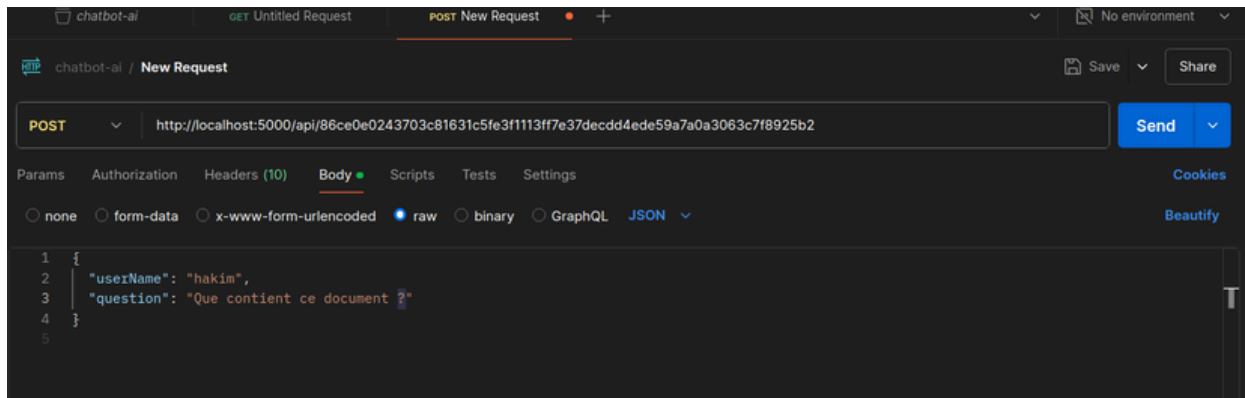 chatbot-ai GET Untitled Request POST New Request No environment
HTTP chatbot-ai / New Request Save Share
POST http://localhost:5000/api/86ce0e0243703c81631c5fe3f1113ff7e37decdd4ede59a7a0a3063c7f8925b2 Send
Params Authorization Headers (10) Body Scripts Tests Settings Cookies
none form-data x-www-form-urlencoded raw binary GraphQL JSON Beautify
1 {
2 "userName": "hakim",
3 "question": "Que contient ce document ?"
4 }
5